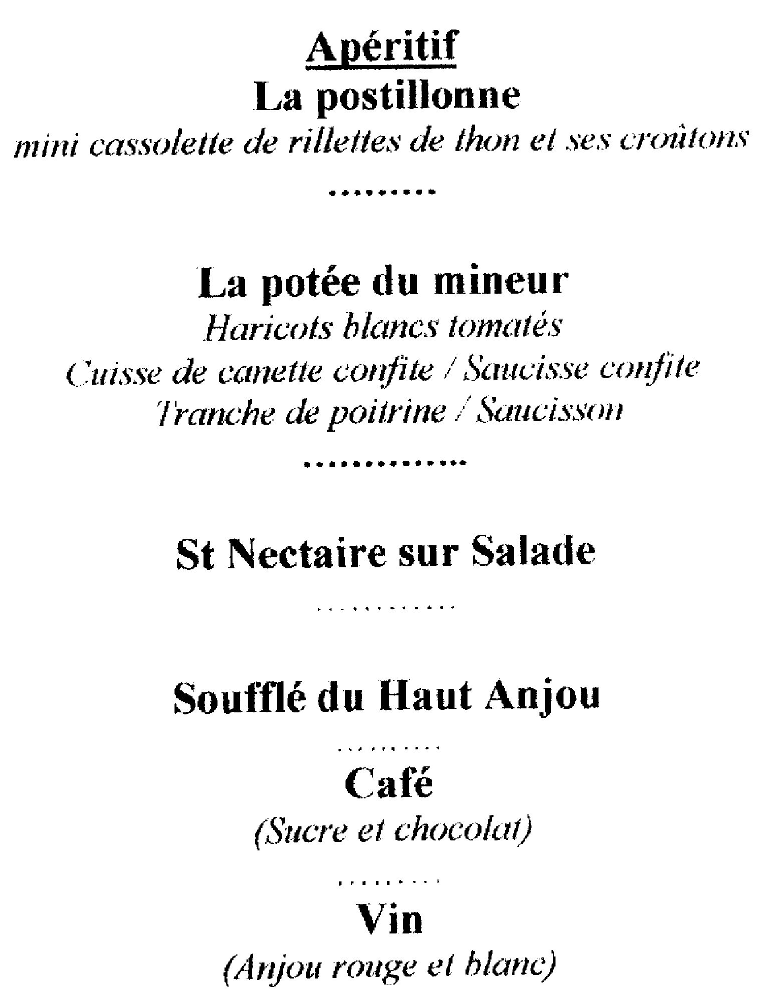 Apéritif
La postillonne
mini cassolette de rillettes de thon et ses croûtons
.........
La potée du mineur
Haricots blancs tomatés
Cuisse de canette confite / Saucisse confite
Tranche de poitrine / Saucisson
..............
St Nectaire sur Salade
............
Soufflé du Haut Anjou
.........
Café
(Sucre et chocolat)
.........
Vin
(Anjou rouge et blanc)